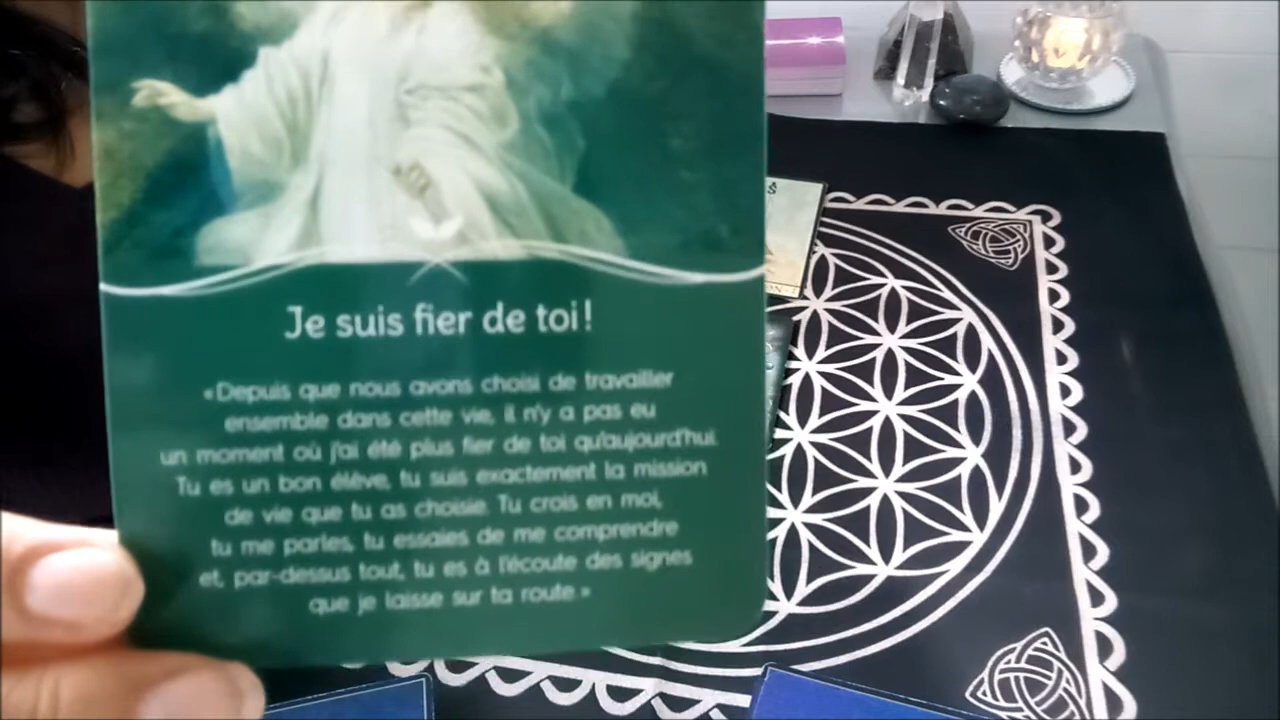 Je suis fier de toi!
«Depuis que nous avons choisi de travailler
ensemble dans cette vie, il n'y a pas eu
un moment où j'ai été plus fier de toi qu'aujourd'hui.
Tu es un bon élève, tu suis exactement la mission
de vie que tu as choisie. Tu crois en moi,
tu me parles, tu essaies de me comprendre
et, par-dessus tout, tu es à l'écoute des signes
que je laisse sur ta route.»